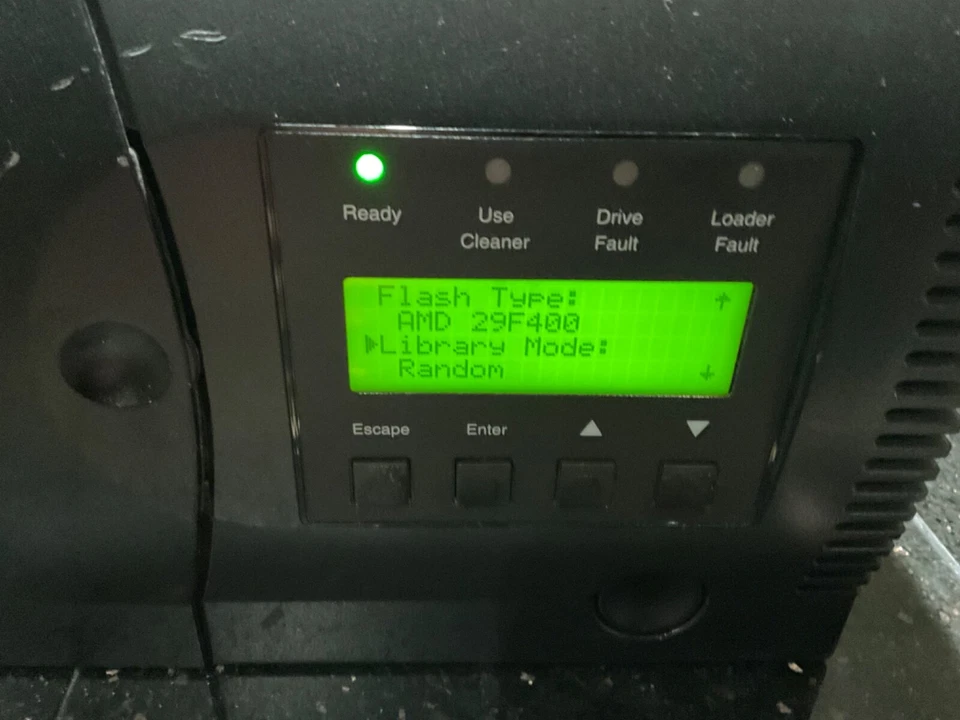 Ready
Use Cleaner
Drive Fault
Loader Fault
Flash Type: ↑
AMD 29F400
▶Library Mode:
Random ↓
Escape Enter ▲ ▼